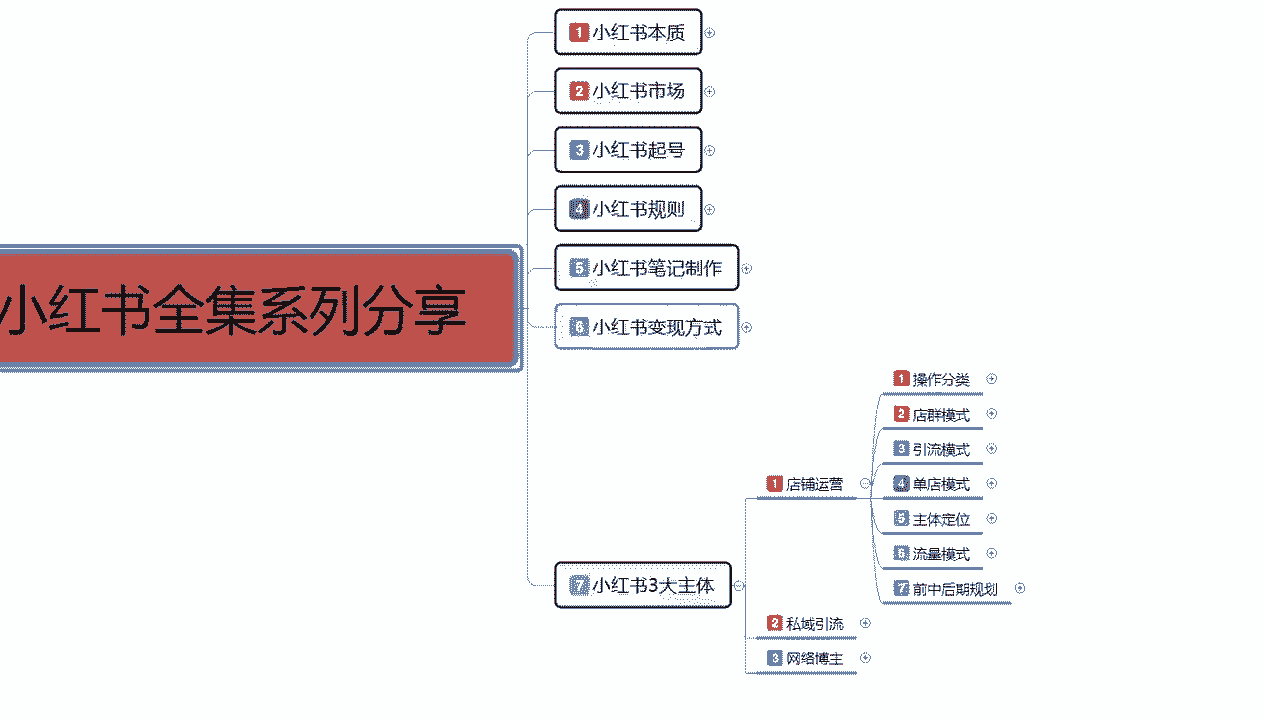 小红书全集系列分享
1 小红书本质
2 小红书市场
3 小红书起号
4 小红书规则
5 小红书笔记制作
6 小红书变现方式
7 小红书3大主体
1 店铺运营
1 操作分类
2 店群模式
3 引流模式
4 单店模式
5 主体定位
6 流量模式
7 前中后期规划
2 私域引流
3 网络博主